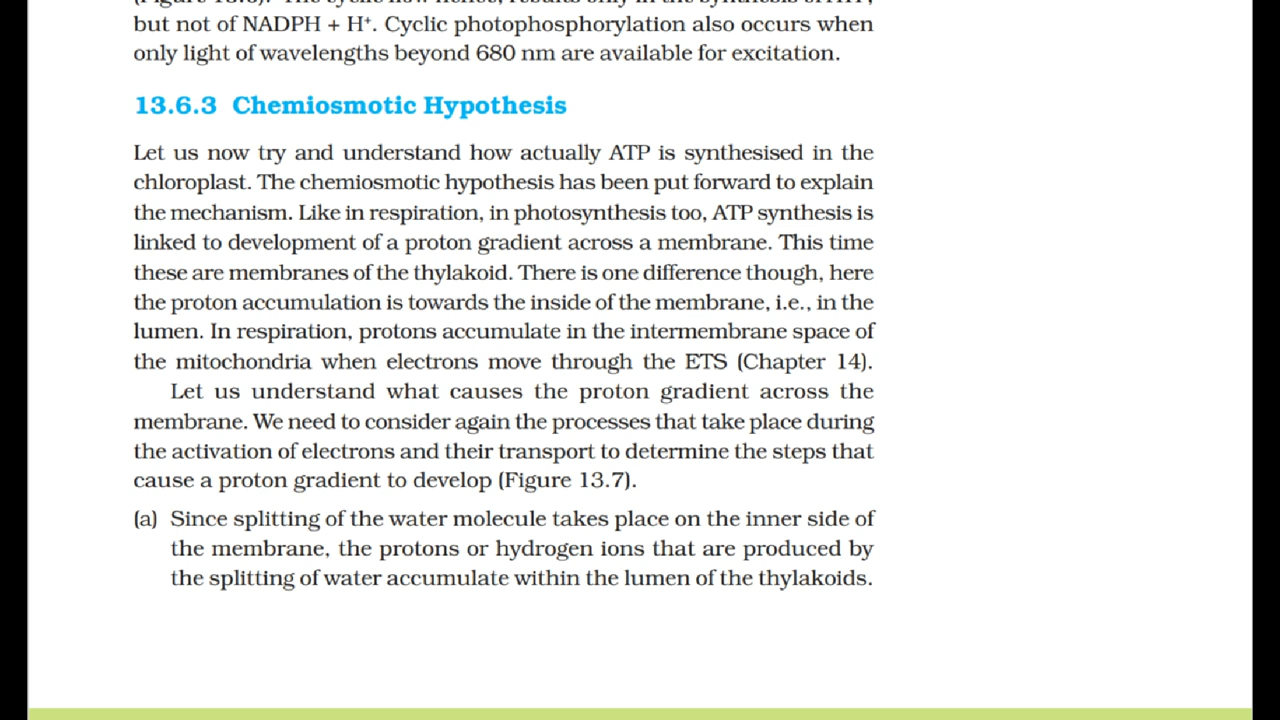 but not of NADPH + H⁺. Cyclic photophosphorylation also occurs when
only light of wavelengths beyond 680 nm are available for excitation.
13.6.3 Chemiosmotic Hypothesis
Let us now try and understand how actually ATP is synthesised in the
chloroplast. The chemiosmotic hypothesis has been put forward to explain
the mechanism. Like in respiration, in photosynthesis too, ATP synthesis is
linked to development of a proton gradient across a membrane. This time
these are membranes of the thylakoid. There is one difference though, here
the proton accumulation is towards the inside of the membrane, i.e., in the
lumen. In respiration, protons accumulate in the intermembrane space of
the mitochondria when electrons move through the ETS (Chapter 14).
Let us understand what causes the proton gradient across the
membrane. We need to consider again the processes that take place during
the activation of electrons and their transport to determine the steps that
cause a proton gradient to develop (Figure 13.7).
(a) Since splitting of the water molecule takes place on the inner side of
the membrane, the protons or hydrogen ions that are produced by
the splitting of water accumulate within the lumen of the thylakoids.